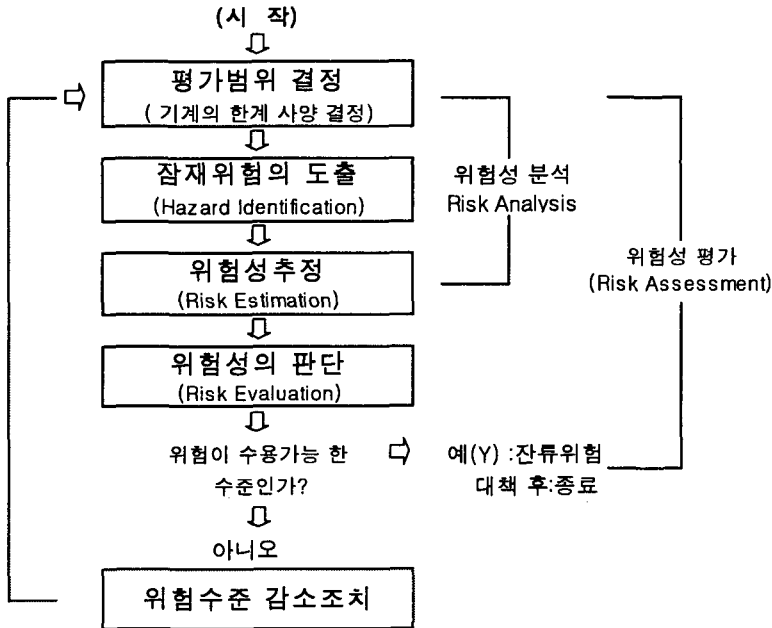 (시 작)
평가범위 결정
( 기계의 한계 사양 결정)
잠재위험의 도출
(Hazard Identification)
위험성추정
(Risk Estimation)
위험성의 판단
(Risk Evaluation)
위험이 수용가능 한
수준인가?
예(Y) :잔류위험
대책 후:종료
아니오
위험수준 감소조치
위험성 분석
Risk Analysis
위험성 평가
(Risk Assessment)